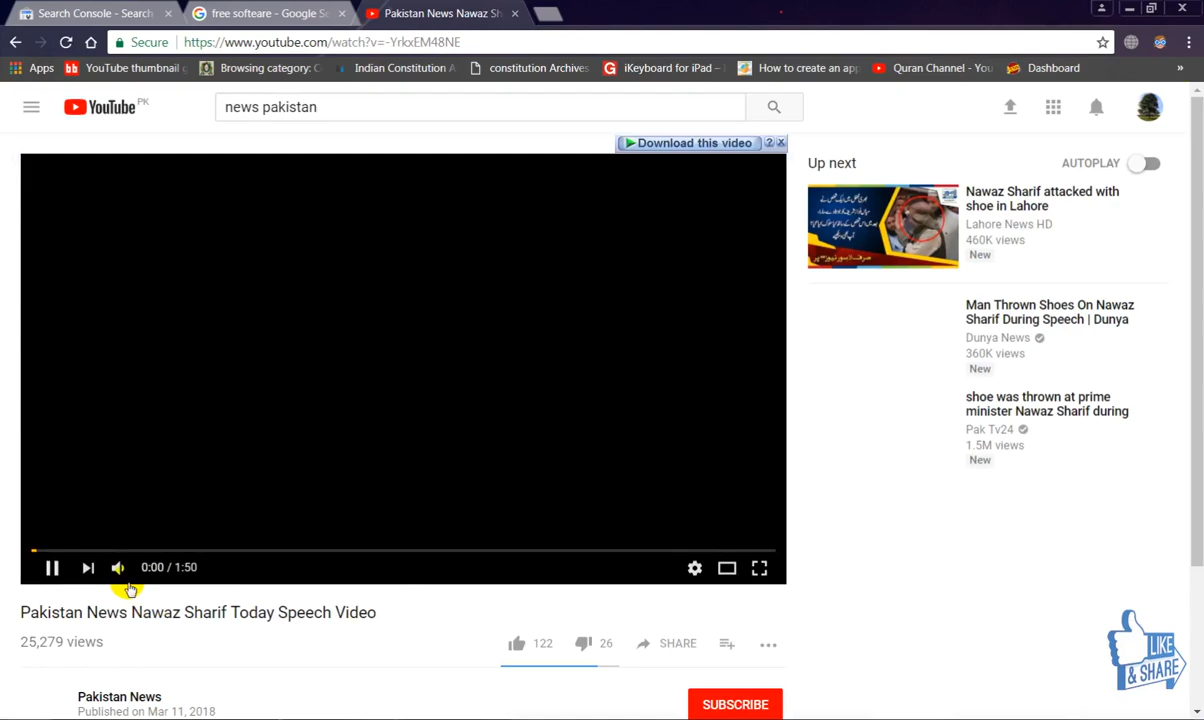 Search Console - Search
free softeare - Google Se
Pakistan News Nawaz Sh
Secure
https://www.youtube.com/watch?v=-YrkxEM48NE
Apps
YouTube thumbnail g
Browsing category: G
Indian Constitution A
constitution Archives
iKeyboard for iPad –
How to create an app
Quran Channel - You
Dashboard
YouTube PK
news pakistan
Download this video
Up next
AUTOPLAY
Nawaz Sharif attacked with
shoe in Lahore
Lahore News HD
460K views
New
Man Thrown Shoes On Nawaz
Sharif During Speech | Dunya
Dunya News
360K views
New
shoe was thrown at prime
minister Nawaz Sharif during
Pak Tv24
1.5M views
New
0:00 / 1:50
Pakistan News Nawaz Sharif Today Speech Video
25,279 views
122
26
SHARE
LIKE
& SHARE
Pakistan News
Published on Mar 11, 2018
SUBSCRIBE